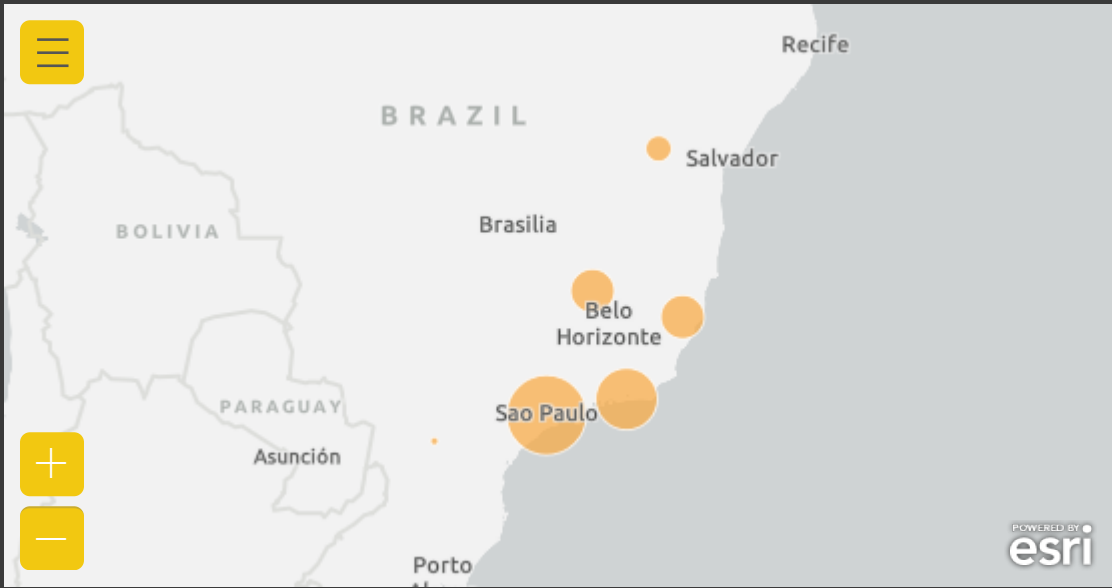 Recife
BRAZIL
Salvador
Brasilia
BOLIVIA
Belo
Horizonte
PARAGUAY
Sao Paulo
Asunción
POWERED BY
esri
Porto